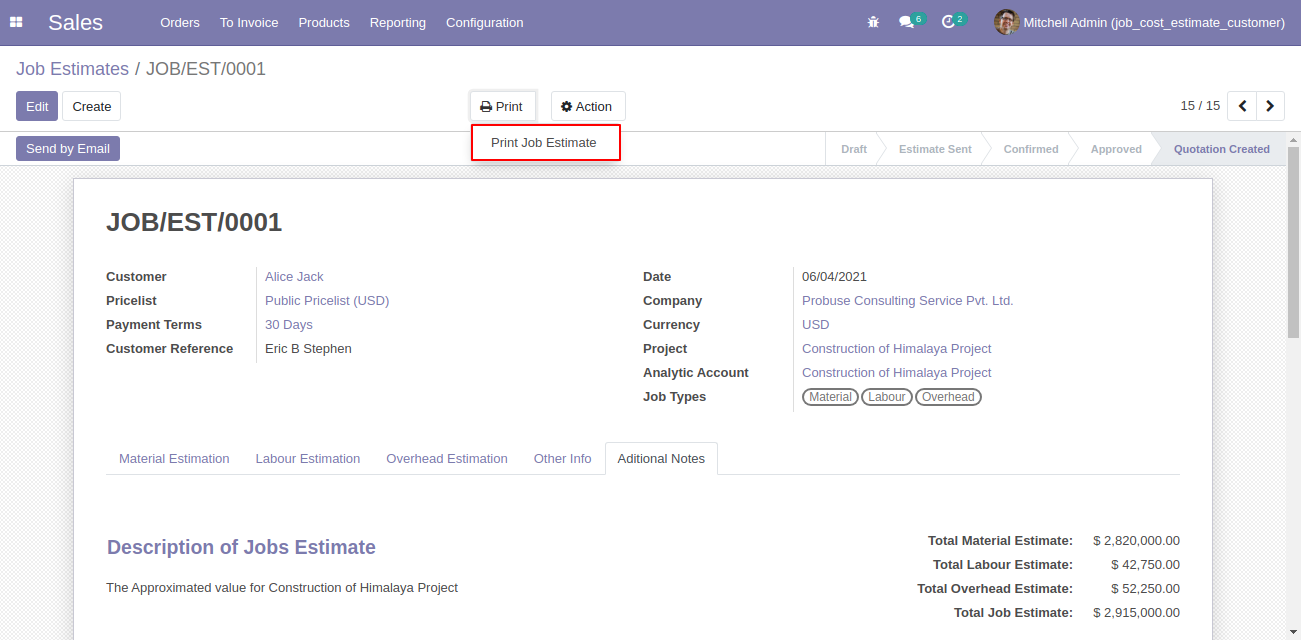 Sales Orders To Invoice Products Reporting Configuration 6 2 Mitchell Admin (job_cost_estimate_customer)
Job Estimates / JOB/EST/0001
Edit Create Print Action 15 / 15
Print Job Estimate
Send by Email Draft Estimate Sent Confirmed Approved Quotation Created
JOB/EST/0001
Customer Alice Jack Date 06/04/2021
Pricelist Public Pricelist (USD) Company Probuse Consulting Service Pvt. Ltd.
Payment Terms 30 Days Currency USD
Customer Reference Eric B Stephen Project Construction of Himalaya Project
Analytic Account Construction of Himalaya Project
Job Types Material Labour Overhead
Material Estimation Labour Estimation Overhead Estimation Other Info Aditional Notes
Total Material Estimate: $ 2,820,000.00
Description of Jobs Estimate
Total Labour Estimate: $ 42,750.00
The Approximated value for Construction of Himalaya Project Total Overhead Estimate: $ 52,250.00
Total Job Estimate: $ 2,915,000.00